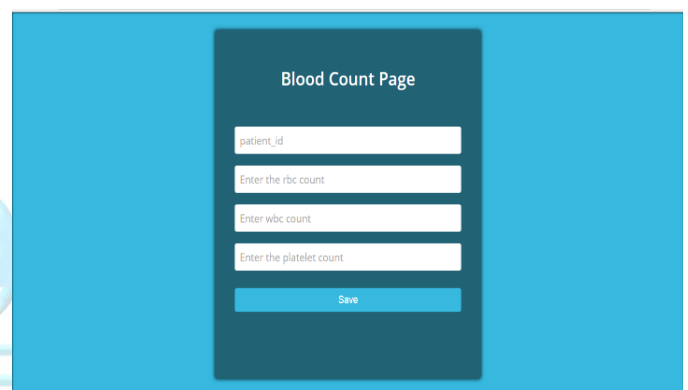 Blood Count Page
patient_id
Enter the rbc count
Enter wbc count
Enter the platelet count
Save